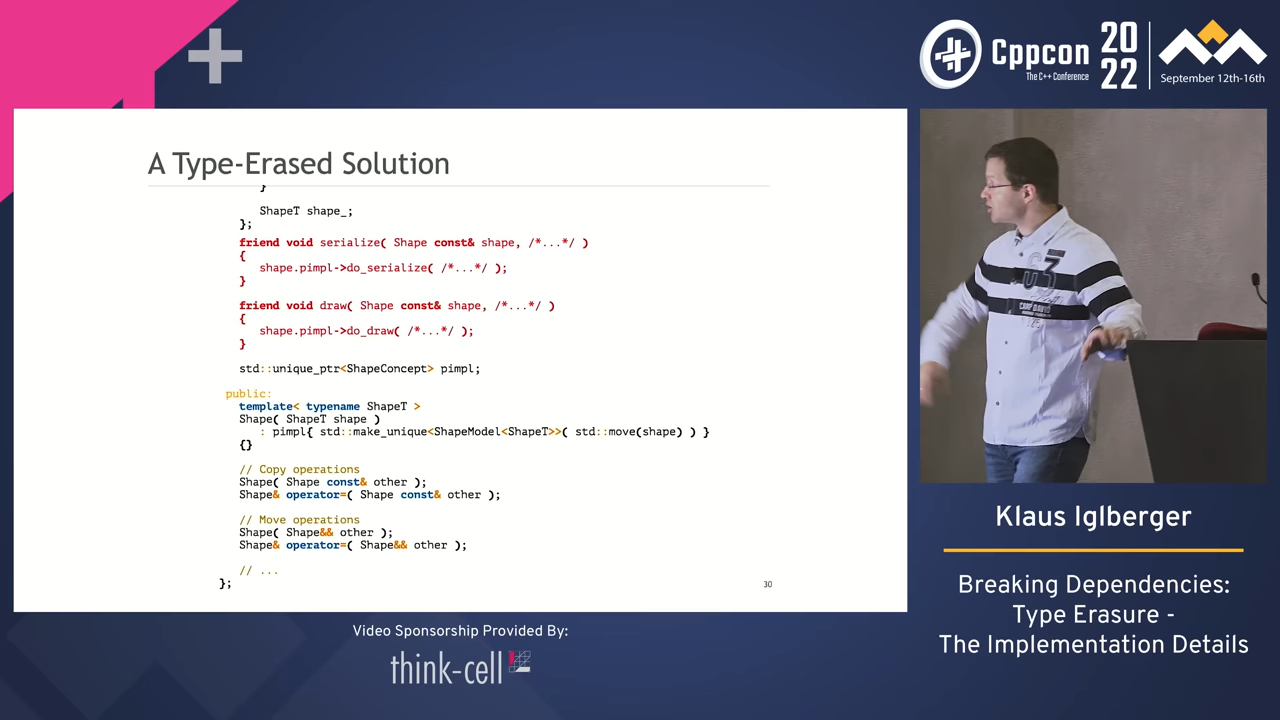 Cppcon
The C++ Conference
20
22
September 12th-16th
A Type-Erased Solution
}
ShapeT shape_;
};
friend void serialize( Shape const& shape, /*...*/ )
{
shape.pimpl->do_serialize( /*...*/ );
}
friend void draw( Shape const& shape, /*...*/ )
{
shape.pimpl->do_draw( /*...*/ );
}
std::unique_ptr<ShapeConcept> pimpl;
public:
template< typename ShapeT >
Shape( ShapeT shape )
: pimpl{ std::make_unique<ShapeModel<ShapeT>>( std::move(shape) ) }
{}
// Copy operations
Shape( Shape const& other );
Shape& operator=( Shape const& other );
// Move operations
Shape( Shape&& other );
Shape& operator=( Shape&& other );
// ...
};
30
Klaus Iglberger
Breaking Dependencies:
Type Erasure -
The Implementation Details
Video Sponsorship Provided By:
think-cell